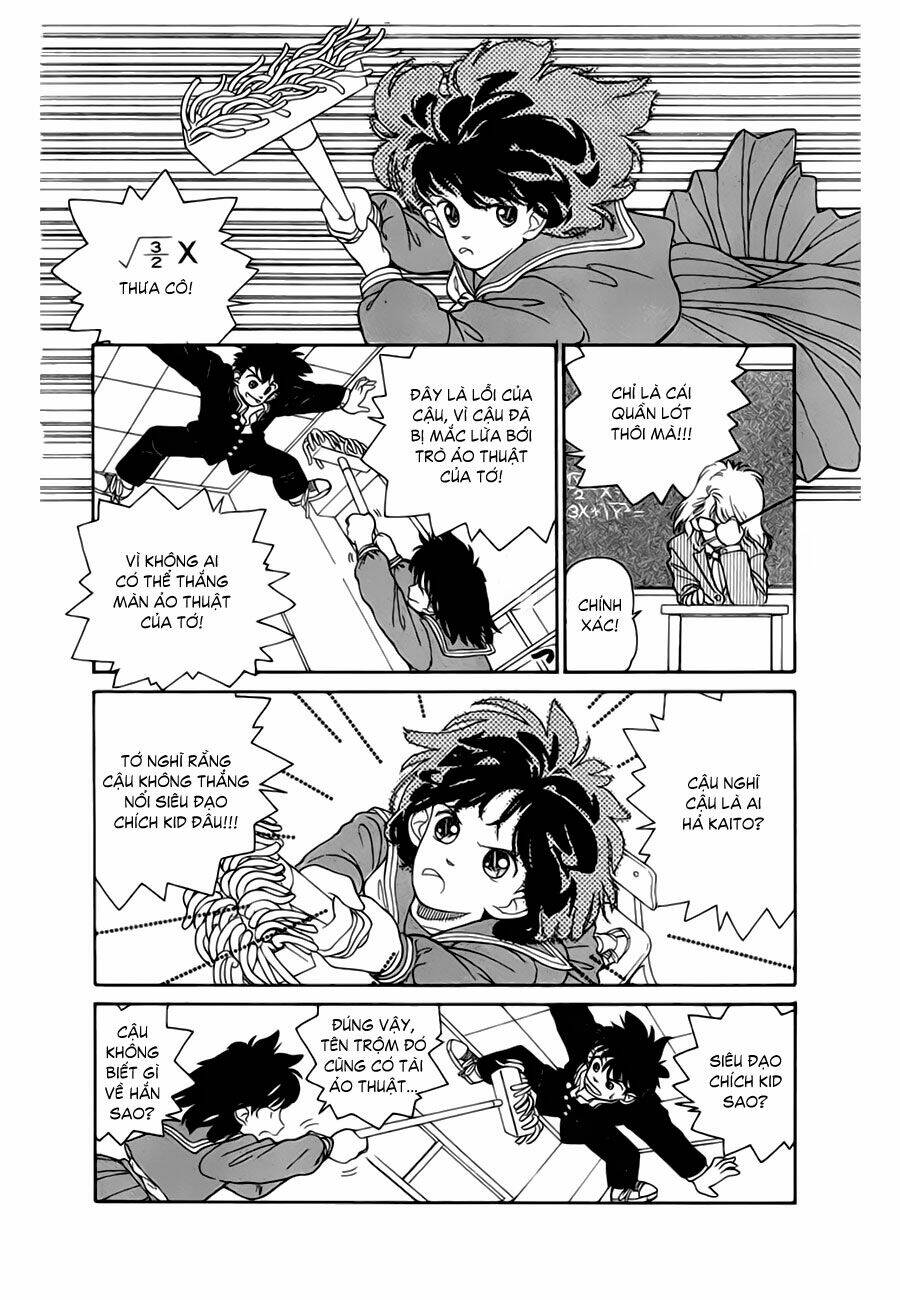 √3/2 X
THƯA CÔ!
CHỈ LÀ CÁI
QUẦN LÓT
THÔI MÀ!!!
CHÍNH
XÁC!
ĐÂY LÀ LỖI CỦA
CẬU, VÌ CẬU ĐÃ
BỊ MẮC LỪA BỞI
TRÒ ẢO THUẬT
CỦA TỚ!
VÌ KHÔNG AI
CÓ THỂ THẮNG
MÀN ẢO THUẬT
CỦA TỚ!
CẬU NGHĨ
CẬU LÀ AI
HẢ KAITO?
TỚ NGHĨ RẰNG
CẬU KHÔNG THẮNG
NỔI SIÊU ĐẠO
CHÍCH KID ĐÂU!!!
SIÊU ĐẠO
CHÍCH KID
SAO?
ĐÚNG VẬY,
TÊN TRỘM ĐÓ
CŨNG CÓ TÀI
ẢO THUẬT...
CẬU
KHÔNG
BIẾT GÌ
VỀ HẮN
SAO?